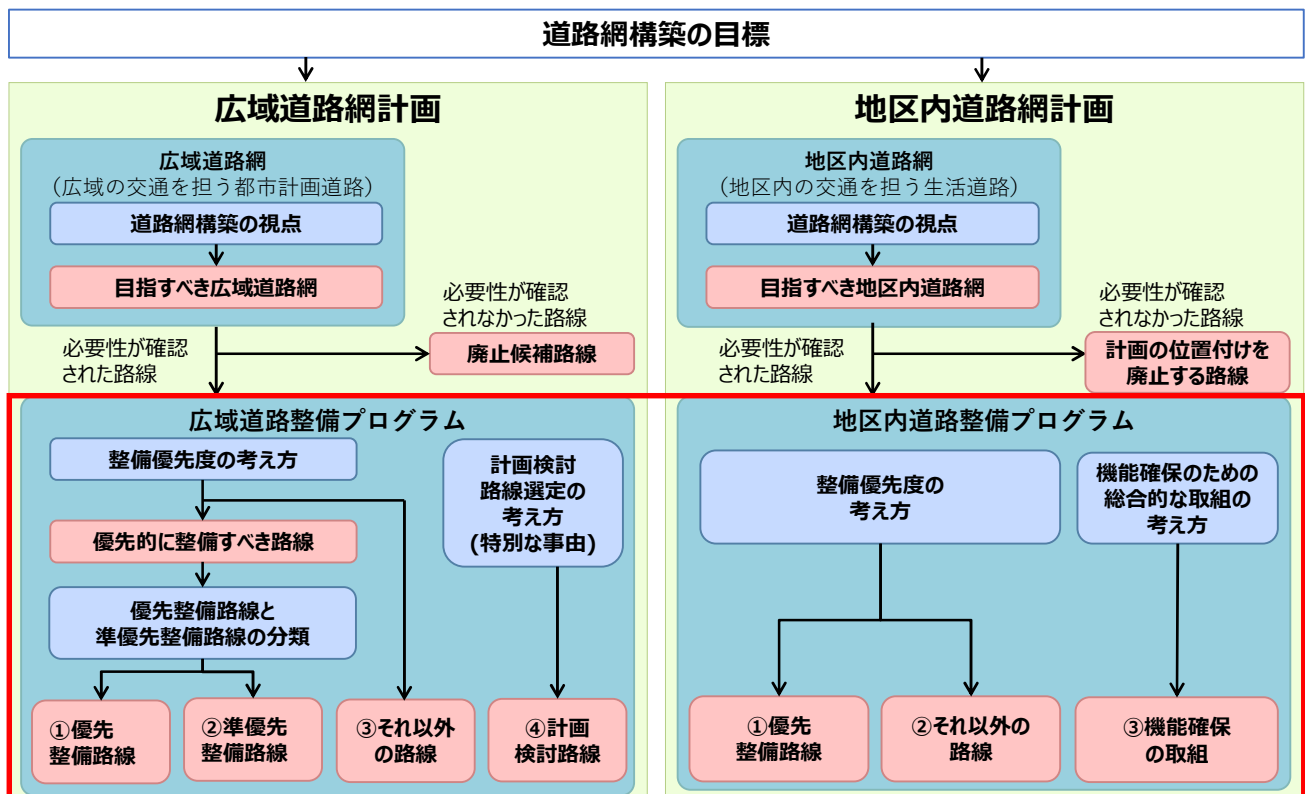 道路網構築の目標
広域道路網計画
広域道路網
（広域の交通を担う都市計画道路）
道路網構築の視点
目指すべき広域道路網
必要性が確認
された路線
必要性が確認
されなかった路線
廃止候補路線
広域道路整備プログラム
整備優先度の考え方
優先的に整備すべき路線
優先整備路線と
準優先整備路線の分類
計画検討
路線選定の
考え方
(特別な事由)
①優先
整備路線
②準優先
整備路線
③それ以外
の路線
④計画
検討路線
地区内道路網計画
地区内道路網
（地区内の交通を担う生活道路）
道路網構築の視点
目指すべき地区内道路網
必要性が確認
された路線
必要性が確認
されなかった路線
計画の位置付けを
廃止する路線
地区内道路整備プログラム
整備優先度の
考え方
機能確保のための
総合的な取組の
考え方
①優先
整備路線
②それ以外の
路線
③機能確保
の取組